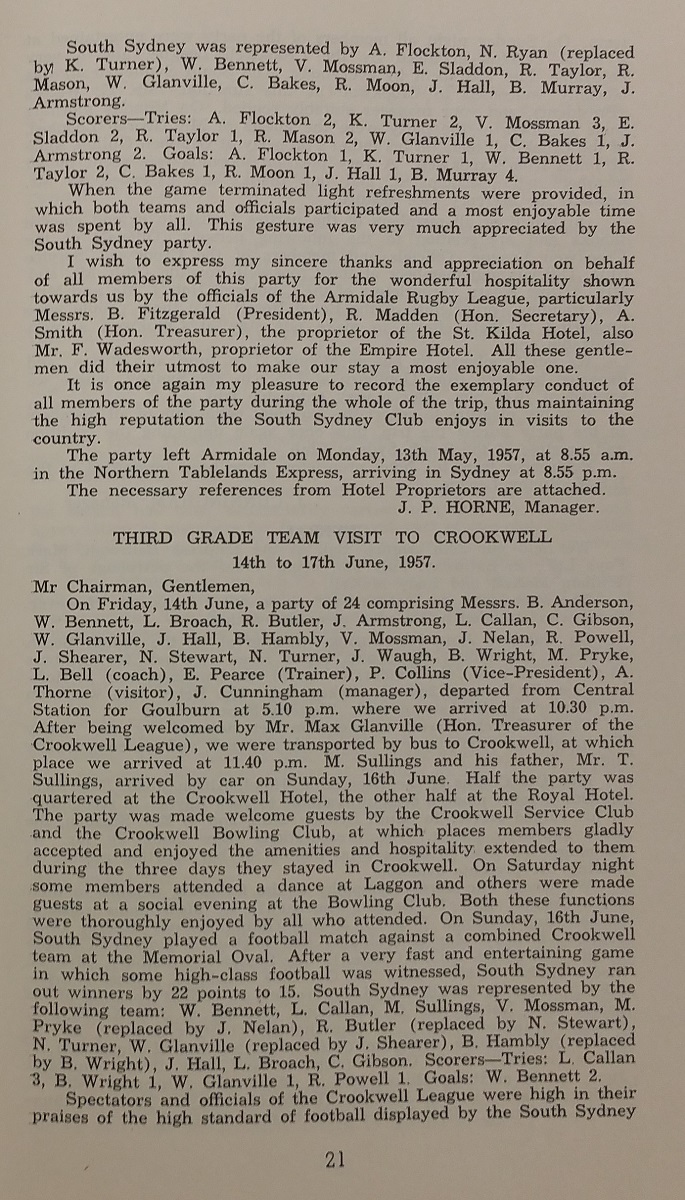 South Sydney was represented by A. Flockton, N. Ryan (replaced
by K. Turner), W. Bennett, V. Mossman, E. Sladdon, R. Taylor, R.
Mason, W. Glanville, C. Bakes, R. Moon, J. Hall, B. Murray, J.
Armstrong.
Scorers—Tries: A. Flockton 2, K. Turner 2, V. Mossman 3, E.
Sladdon 2, R. Taylor 1, R. Mason 2, W. Glanville 1, C. Bakes 1, J.
Armstrong 2. Goals: A. Flockton 1, K. Turner 1, W. Bennett 1, R.
Taylor 2, C. Bakes 1, R. Moon 1, J. Hall 1, B. Murray 4.
When the game terminated light refreshments were provided, in
which both teams and officials participated and a most enjoyable time
was spent by all. This gesture was very much appreciated by the
South Sydney party.
I wish to express my sincere thanks and appreciation on behalf
of all members of this party for the wonderful hospitality shown
towards us by the officials of the Armidale Rugby League, particularly
Messrs. B. Fitzgerald (President), R. Madden (Hon. Secretary), A.
Smith (Hon. Treasurer), the proprietor of the St. Kilda Hotel, also
Mr. F. Wadesworth, proprietor of the Empire Hotel. All these gentle-
men did their utmost to make our stay a most enjoyable one.
It is once again my pleasure to record the exemplary conduct of
all members of the party during the whole of the trip, thus maintaining
the high reputation the South Sydney Club enjoys in visits to the
country.
The party left Armidale on Monday, 13th May, 1957, at 8.55 a.m.
in the Northern Tablelands Express, arriving in Sydney at 8.55 p.m.
The necessary references from Hotel Proprietors are attached.
J. P. HORNE, Manager.
THIRD GRADE TEAM VISIT TO CROOKWELL
14th to 17th June, 1957.
Mr Chairman, Gentlemen,
On Friday, 14th June, a party of 24 comprising Messrs. B. Anderson,
W. Bennett, L. Broach, R. Butler, J. Armstrong, L. Callan, C. Gibson,
W. Glanville, J. Hall, B. Hambly, V. Mossman, J. Nelan, R. Powell,
J. Shearer, N. Stewart, N. Turner, J. Waugh, B. Wright, M. Pryke,
L. Bell (coach), E. Pearce (Trainer), P. Collins (Vice-President), A.
Thorne (visitor), J. Cunningham (manager), departed from Central
Station for Goulburn at 5.10 p.m. where we arrived at 10.30 p.m.
After being welcomed by Mr. Max Glanville (Hon. Treasurer of the
Crookwell League), we were transported by bus to Crookwell, at which
place we arrived at 11.40 p.m. M. Sullings and his father, Mr. T.
Sullings, arrived by car on Sunday, 16th June. Half the party was
quartered at the Crookwell Hotel, the other half at the Royal Hotel.
The party was made welcome guests by the Crookwell Service Club
and the Crookwell Bowling Club, at which places members gladly
accepted and enjoyed the amenities and hospitality extended to them
during the three days they stayed in Crookwell. On Saturday night
some members attended a dance at Laggon and others were made
guests at a social evening at the Bowling Club. Both these functions
were thoroughly enjoyed by all who attended. On Sunday, 16th June,
South Sydney played a football match against a combined Crookwell
team at the Memorial Oval. After a very fast and entertaining game
in which some high-class football was witnessed, South Sydney ran
out winners by 22 points to 15. South Sydney was represented by the
following team: W. Bennett, L. Callan, M. Sullings, V. Mossman, M.
Pryke (replaced by J. Nelan), R. Butler (replaced by N. Stewart),
N. Turner, W. Glanville (replaced by J. Shearer), B. Hambly (replaced
by B. Wright), J. Hall, L. Broach, C. Gibson. Scorers—Tries: L. Callan
3, B. Wright 1, W. Glanville 1, R. Powell 1. Goals: W. Bennett 2.
Spectators and officials of the Crookwell League were high in their
praises of the high standard of football displayed by the South Sydney
21